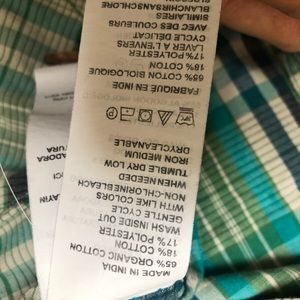 MADE IN INDIA
65% ORGANIC COTTON
18% COTTON
17% POLYESTER
WASH INSIDE OUT
GENTLE CYCLE
WITH LIKE COLORS
NON-CHLORINE BLEACH
WHEN NEEDED
TUMBLE DRY LOW
IRON MEDIUM
DRYCLEANABLE
FABRIQUE EN INDE
65% COTON BIOLOGIQUE
18% COTON
17% POLYESTER
LAVER A L'ENVERS
CYCLE DELICAT
AVEC DES COULEURS
SIMILAIRES
BLANCHIR SANS CHLORE